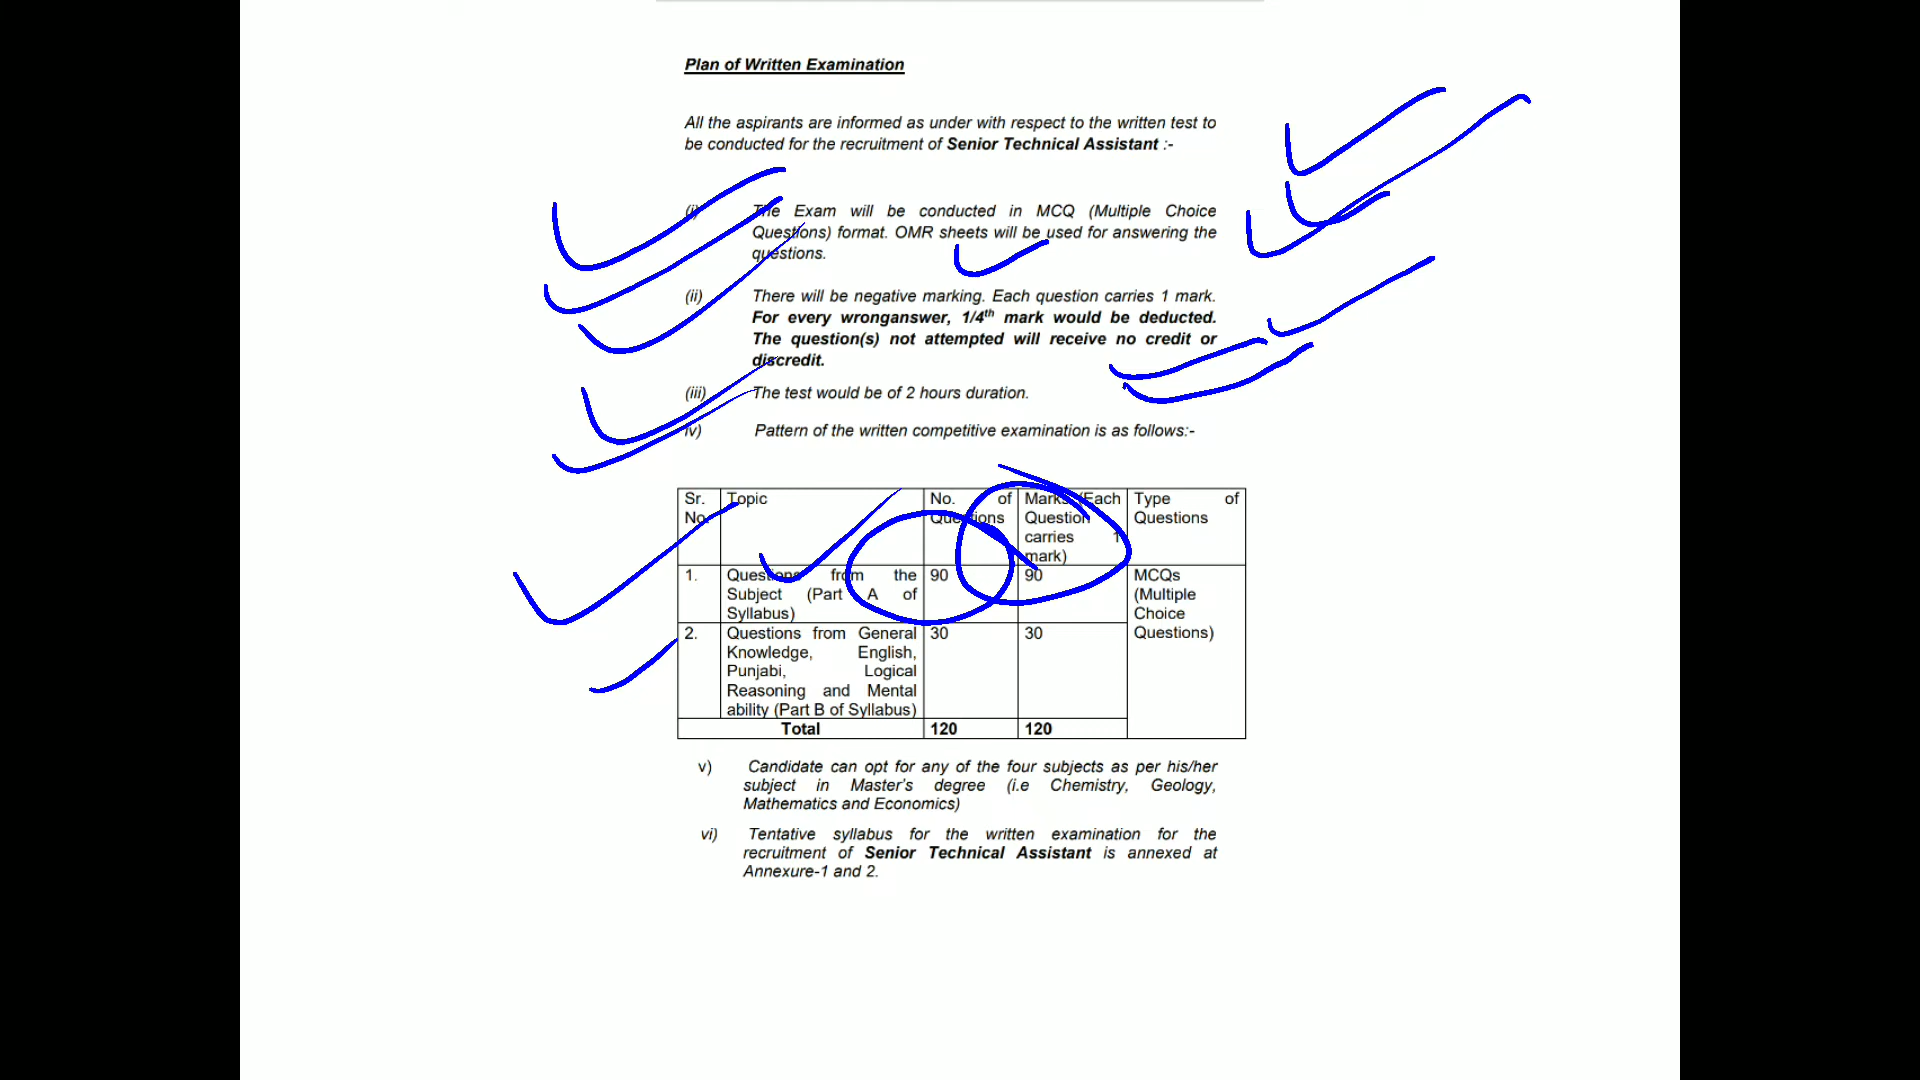 Plan of Written Examination
All the aspirants are informed as under with respect to the written test to
be conducted for the recruitment of Senior Technical Assistant :-
(i) The Exam will be conducted in MCQ (Multiple Choice
Questions) format. OMR sheets will be used for answering the
questions.
(ii) There will be negative marking. Each question carries 1 mark.
For every wronganswer, 1/4th mark would be deducted.
The question(s) not attempted will receive no credit or
discredit.
(iii) The test would be of 2 hours duration.
iv) Pattern of the written competitive examination is as follows:-
Sr. Topic No. of Marks (Each Type of
No. Questions Question Questions
carries 1
mark)
1. Questions from the 90 90 MCQs
Subject (Part A of (Multiple
Syllabus) Choice
2. Questions from General 30 30 Questions)
Knowledge, English,
Punjabi, Logical
Reasoning and Mental
ability (Part B of Syllabus)
Total 120 120
v) Candidate can opt for any of the four subjects as per his/her
subject in Master's degree (i.e Chemistry, Geology,
Mathematics and Economics)
vi) Tentative syllabus for the written examination for the
recruitment of Senior Technical Assistant is annexed at
Annexure-1 and 2.